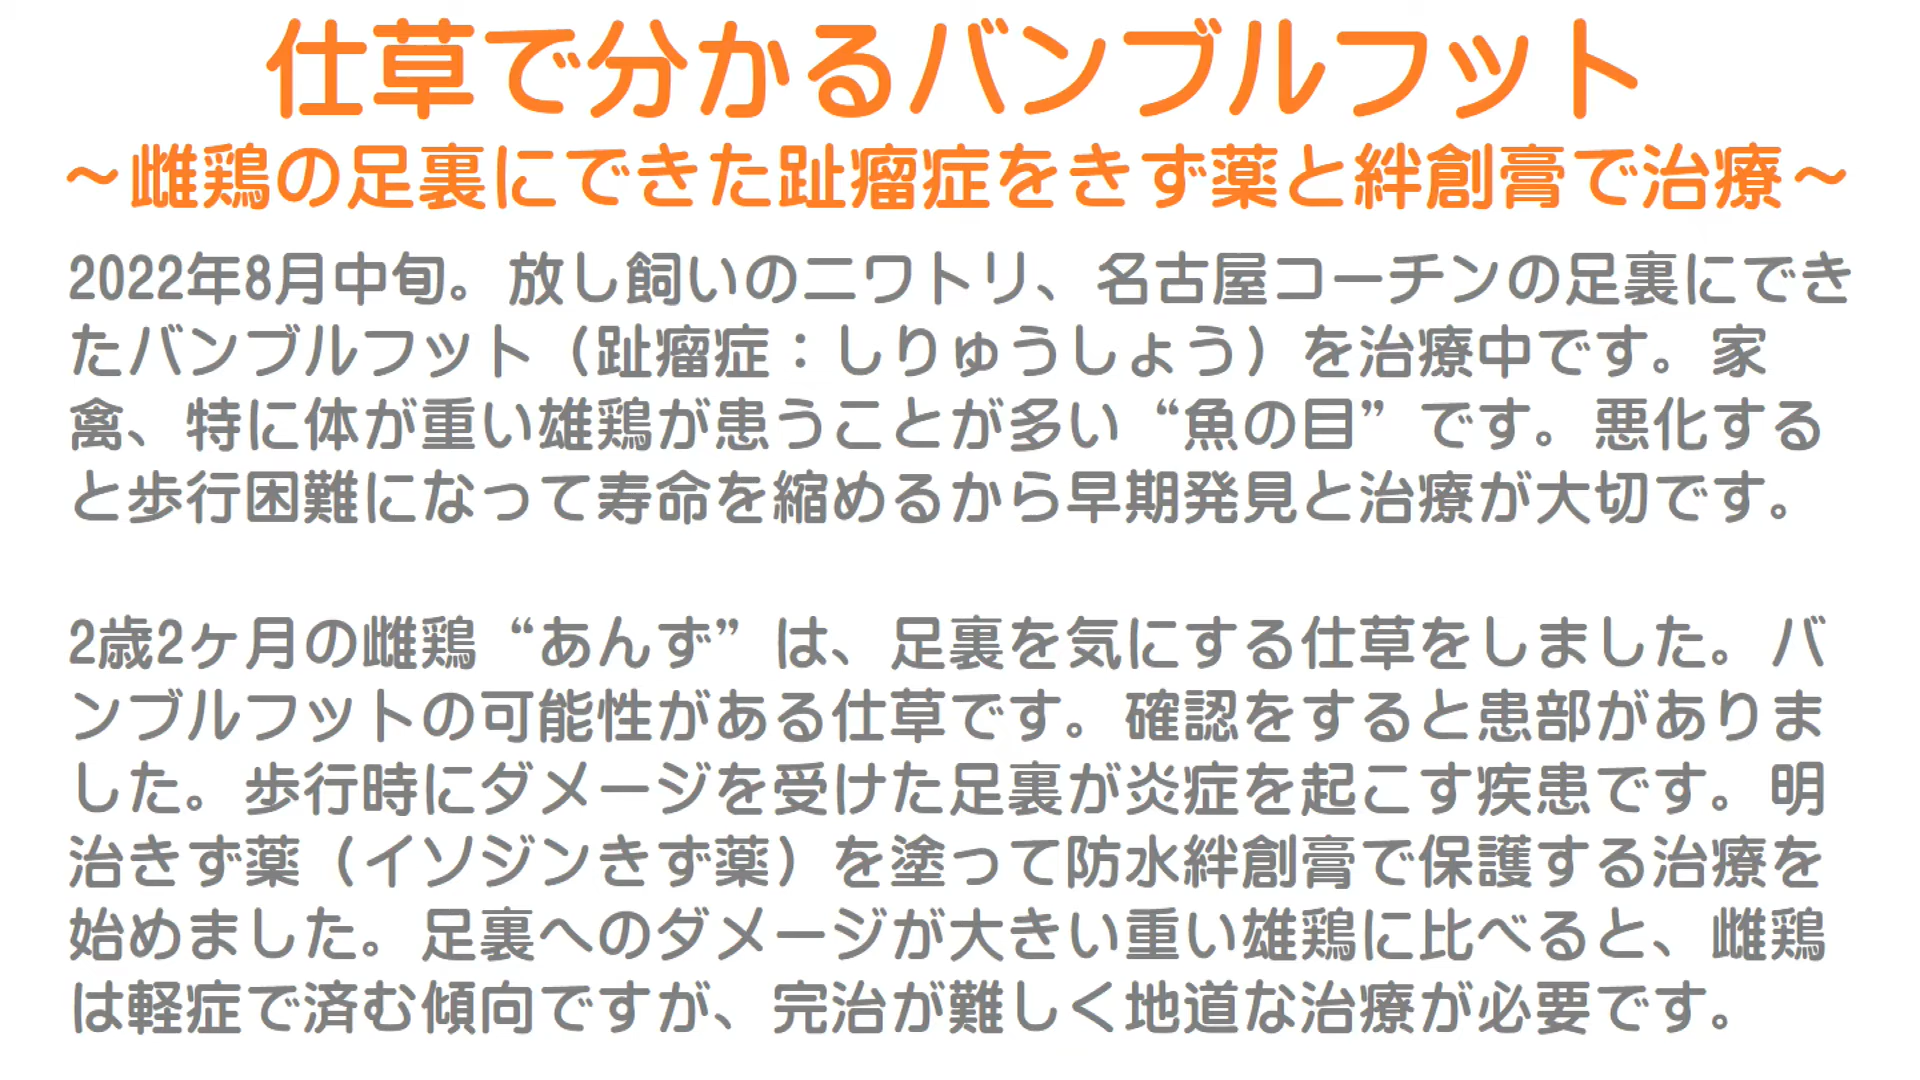 仕草で分かるバンブルフット
～雌鶏の足裏にできた趾瘤症をきず薬と絆創膏で治療～
2022年8月中旬。放し飼いのニワトリ、名古屋コーチンの足裏にでき
たバンブルフット（趾瘤症：しりゅうしょう）を治療中です。家
禽、特に体が重い雄鶏が患うことが多い“魚の目”です。悪化する
と歩行困難になって寿命を縮めるから早期発見と治療が大切です。
2歳2ヶ月の雌鶏“あんず”は、足裏を気にする仕草をしました。バ
ンブルフットの可能性がある仕草です。確認をすると患部がありま
した。歩行時にダメージを受けた足裏が炎症を起こす疾患です。明
治きず薬（イソジンきず薬）を塗って防水絆創膏で保護する治療を
始めました。足裏へのダメージが大きい重い雄鶏に比べると、雌鶏
は軽症で済む傾向ですが、完治が難しく地道な治療が必要です。